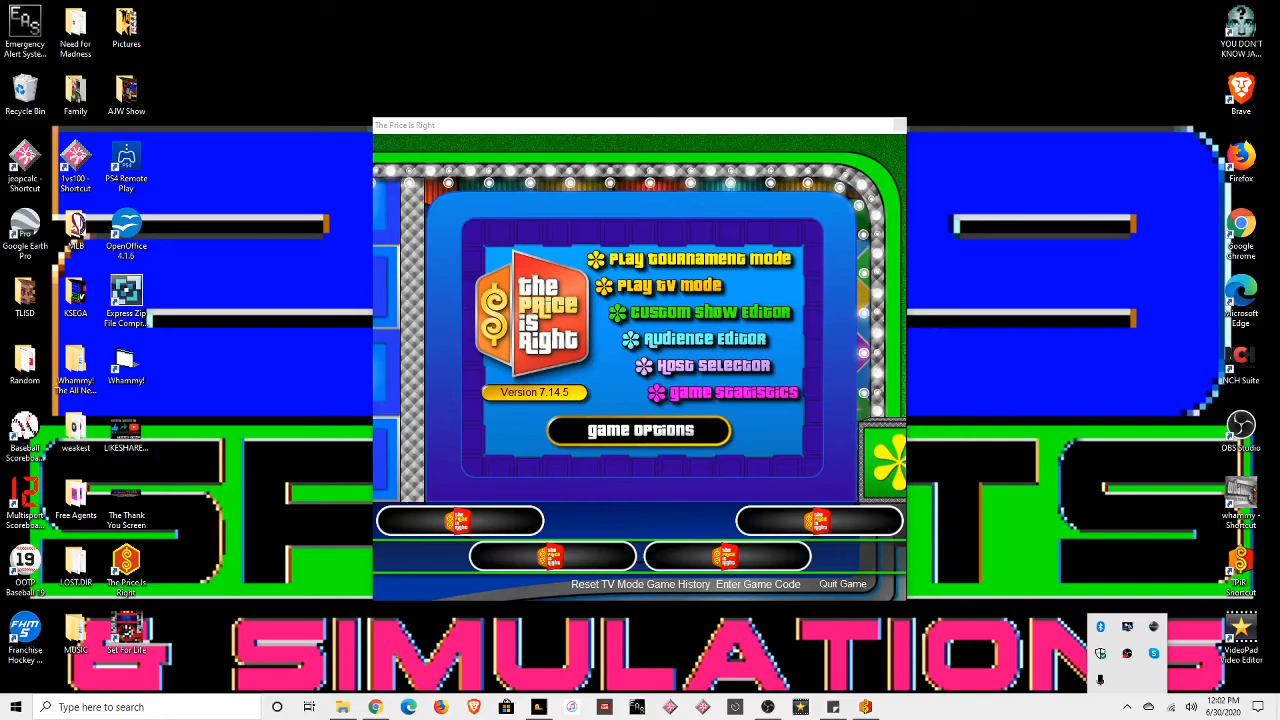 Emergency
Alert Syste...
Need for
Madness
Pictures
YOU DON'T
KNOW JA...
Recycle Bin
Family
AJW Show
Brave
The Price Is Right
jeopcalc -
Shortcut
1vs100 -
Shortcut
PS4 Remote
Play
Firefox
Google Earth
Pro
MLB
OpenOffice
4.1.6
Google
Chrome
TLISD
KSEGA
Express Zip
File Compr...
Microsoft
Edge
Random
Whammy!
The All Ne...
Whammy!
NCH Suite
Baseball
Scoreboa...
weakest
LIKESHARE...
OBS Studio
Multisport
Scoreboa...
Free Agents
The Thank
You Screen
whammy -
Shortcut
OOTP
Baseball 19
LOST.DIR
The Price Is
Right
TPiR
Shortcut
Franchise
Hockey ...
MUSIC
Set For Life
VideoPad
Video Editor
Play tournament mode
Play tv mode
custom show Editor
Audience Editor
Host selector
game statistics
the
PRICE
is
Right
Version 7.14.5
game options
Reset TV Mode Game History
Enter Game Code
Quit Game
& SIMULATIONS
Type here to search
12:02 PM
6/30/2020